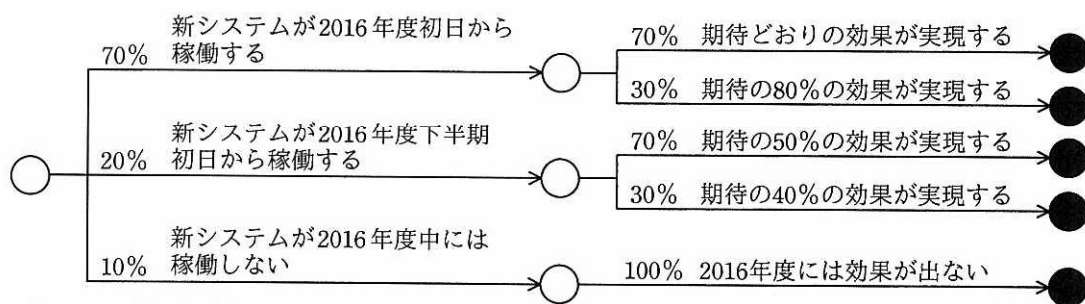 新システムが2016年度初日から
70% 稼働する
70% 期待どおりの効果が実現する
30% 期待の80%の効果が実現する
新システムが2016年度下半期
20% 初日から稼働する
70% 期待の50%の効果が実現する
30% 期待の40%の効果が実現する
新システムが2016年度中には
10% 稼働しない
100% 2016年度には効果が出ない